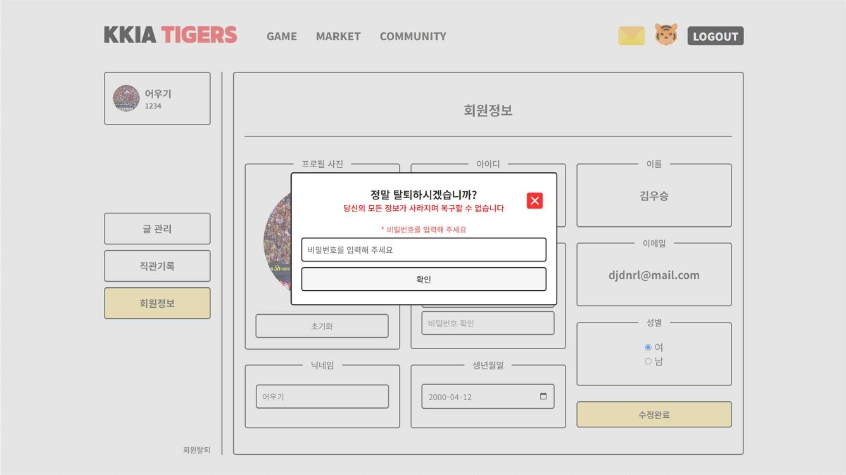 KKIA TIGERS
GAME
MARKET
COMMUNITY
LOGOUT
어우기
1234
글 관리
직관기록
회원정보
회원탈퇴
회원정보
프로필 사진
초기화
닉네임
어우기
아이디
비밀번호 확인
생년월일
2000-04-12
이름
김우승
이메일
djdnrl@mail.com
성별
여
남
수정완료
정말 탈퇴하시겠습니까?
당신의 모든 정보가 사라지며 복구할 수 없습니다
* 비밀번호를 입력해 주세요
비밀번호를 입력해 주세요
확인